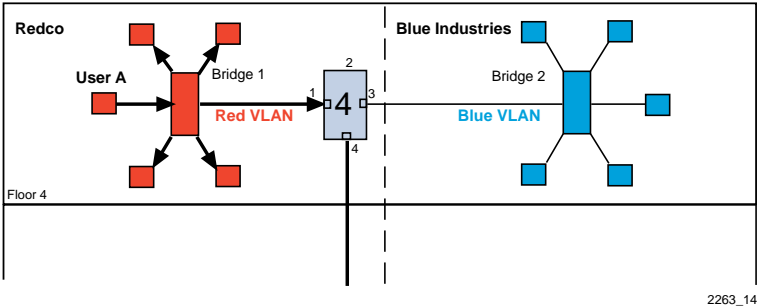 Redco
Blue Industries
User A
Bridge 1
2
Bridge 2
1
4
3
Red VLAN
Blue VLAN
4
Floor 4
2263_14